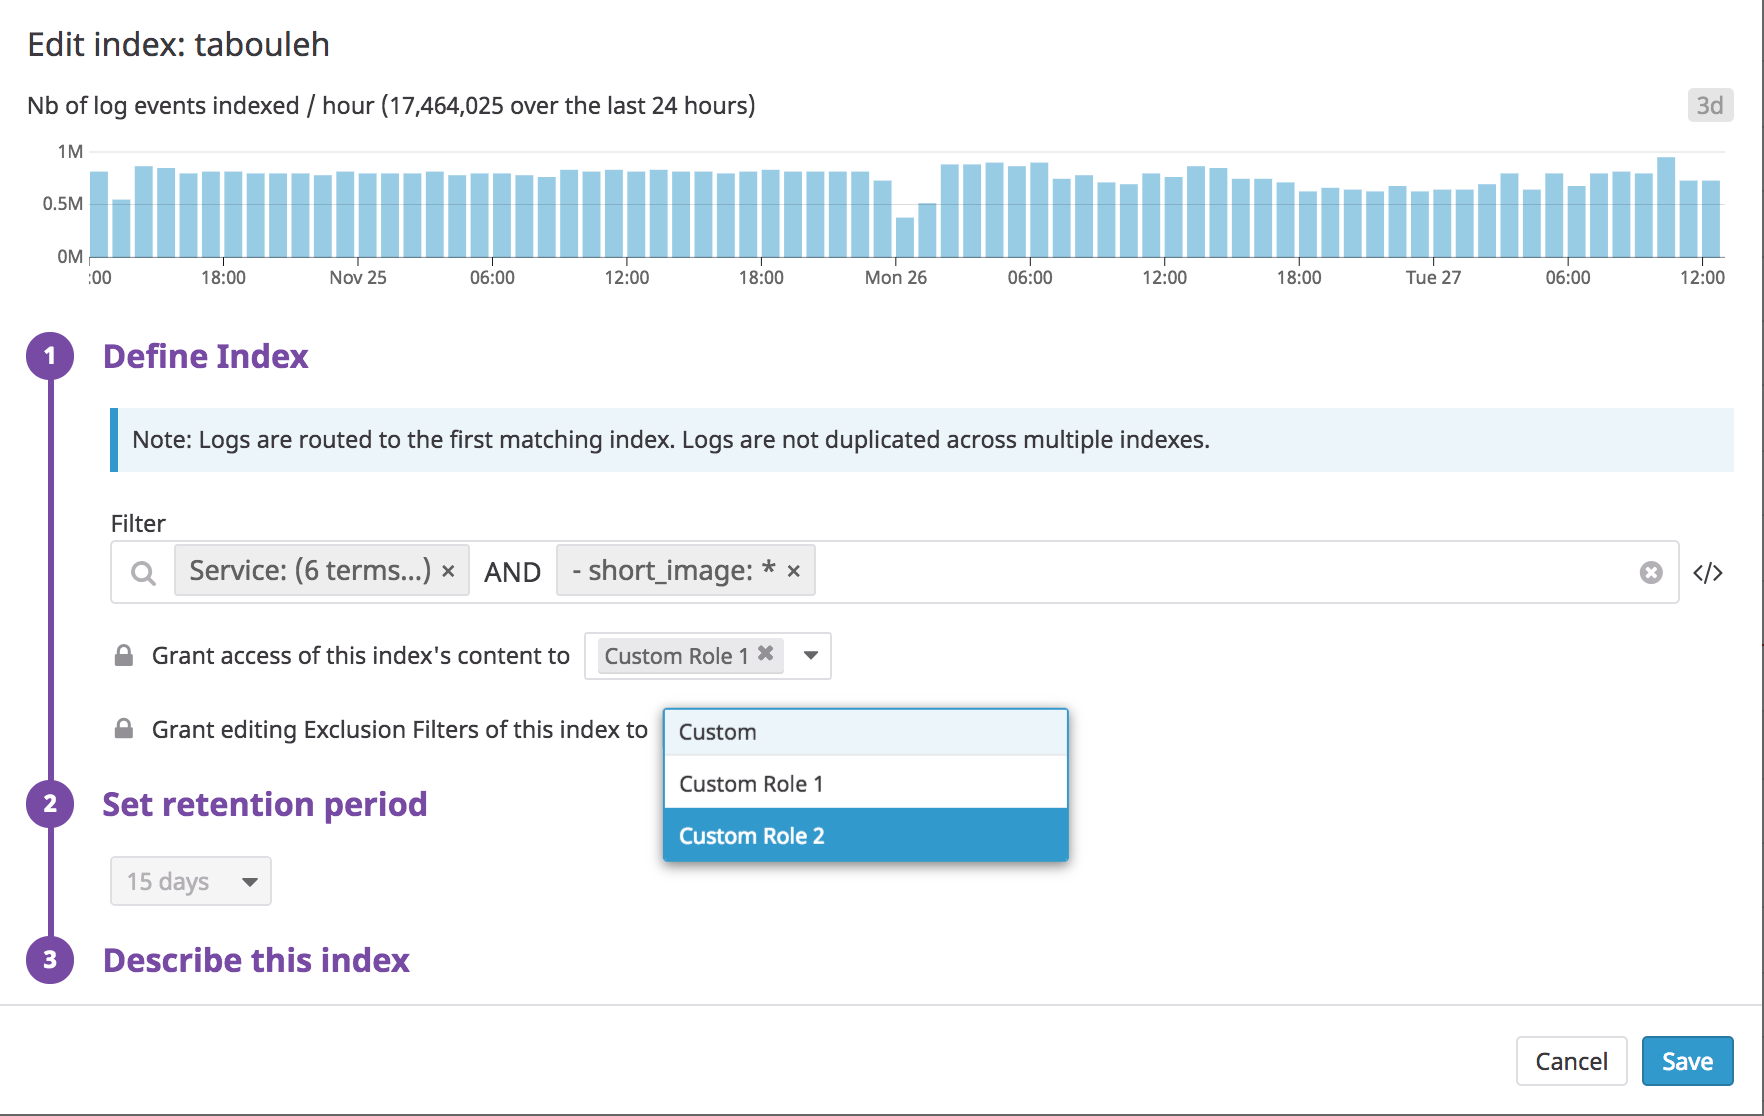 Edit index: tabouleh
Nb of log events indexed / hour (17,464,025 over the last 24 hours)
3d
1M
0.5M
0M
:00 18:00 Nov 25 06:00 12:00 18:00 Mon 26 06:00 12:00 18:00 Tue 27 06:00 12:00
1 Define Index
Note: Logs are routed to the first matching index. Logs are not duplicated across multiple indexes.
Filter
Service: (6 terms...) × AND - short_image: * × </>
Grant access of this index's content to Custom Role 1 ✖
Grant editing Exclusion Filters of this index to Custom
Custom Role 1
2 Set retention period
Custom Role 2
15 days
3 Describe this index
Cancel Save